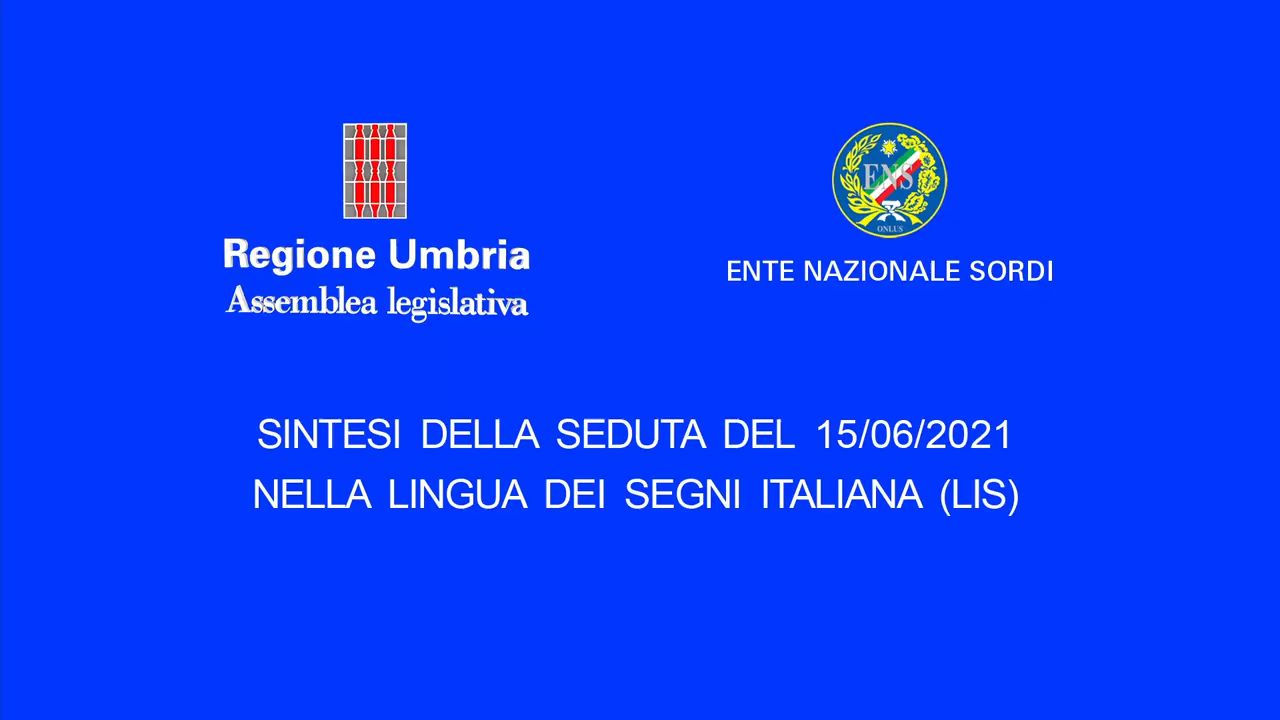 Regione Umbria
Assemblea legislativa
ENS
ONLUS
ENTE NAZIONALE SORDI
SINTESI DELLA SEDUTA DEL 15/06/2021
NELLA LINGUA DEI SEGNI ITALIANA (LIS)